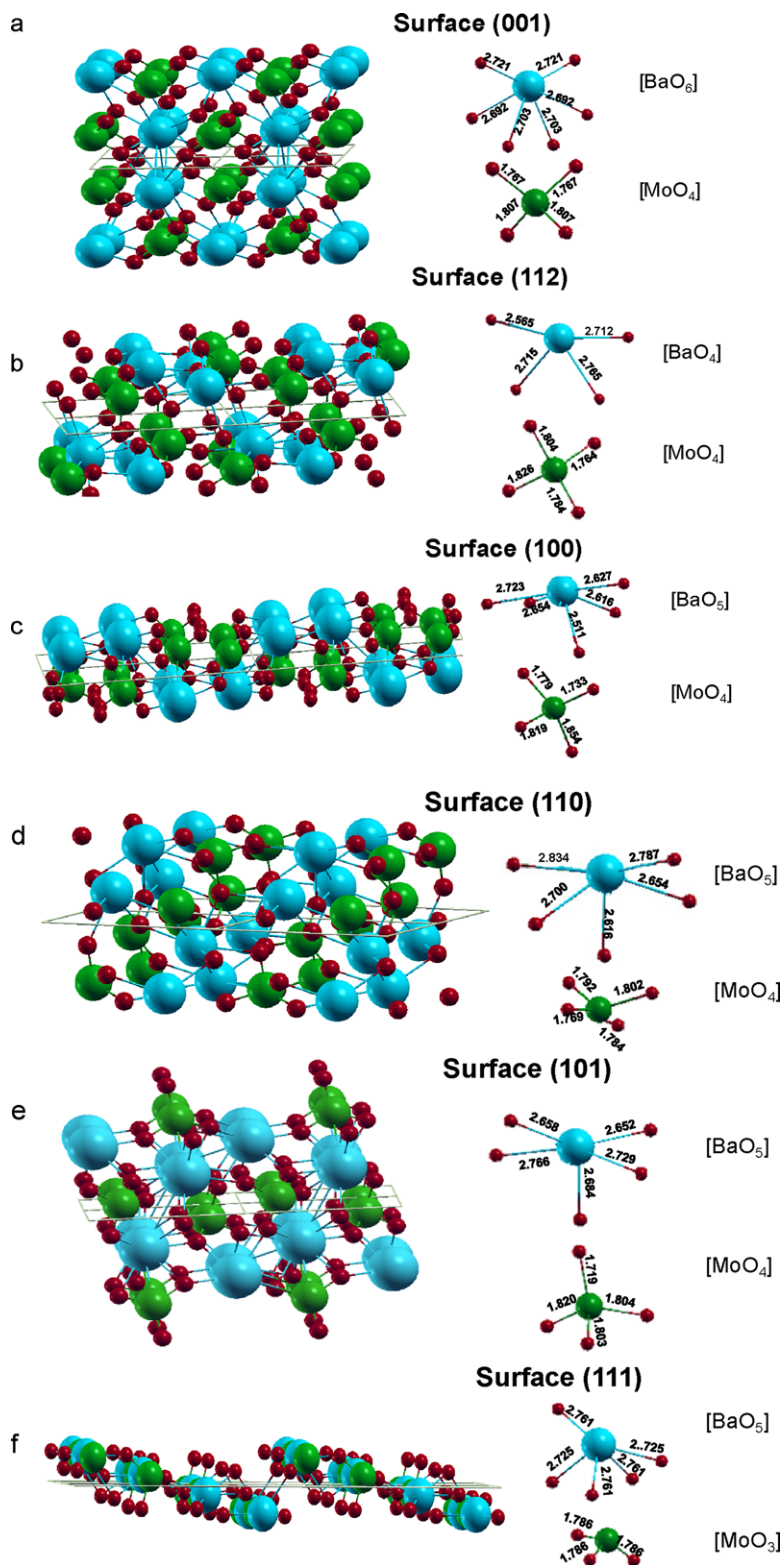 a
Surface (001)
2.721
2.721
2.692
2.692
2.703
2.703
[BaO₆]
1.767
1.767
1.807
1.807
[MoO₄]
Surface (112)
b
2.565
2.712
2.715
2.765
[BaO₄]
1.804
1.764
1.826
1.784
[MoO₄]
Surface (100)
c
2.723
2.627
2.654
2.616
2.511
[BaO₅]
1.779
1.733
1.819
1.854
[MoO₄]
Surface (110)
d
2.834
2.787
2.654
2.700
2.616
[BaO₅]
1.792
1.802
1.769
1.784
[MoO₄]
Surface (101)
e
2.658
2.652
2.766
2.729
2.684
[BaO₅]
1.719
1.820
1.804
1.803
[MoO₄]
Surface (111)
f
2.761
2..725
2.725
2.761
2.761
[BaO₅]
1.786
1.786
1.786
[MoO₃]